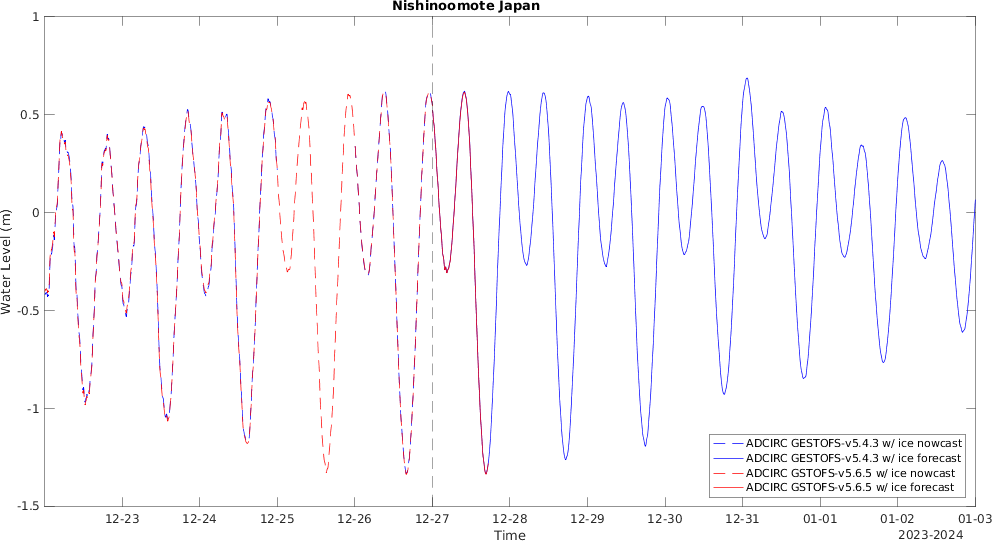 Nishinoomote Japan
1
0.5
0
-0.5
-1
-1.5
Water Level (m)
12-23 12-24 12-25 12-26 12-27 12-28 12-29 12-30 12-31 01-01 01-02 01-03
Time
2023-2024
ADCIRC GESTOFS-v5.4.3 w/ ice nowcast
ADCIRC GESTOFS-v5.4.3 w/ ice forecast
ADCIRC GSTOFS-v5.6.5 w/ ice nowcast
ADCIRC GSTOFS-v5.6.5 w/ ice forecast